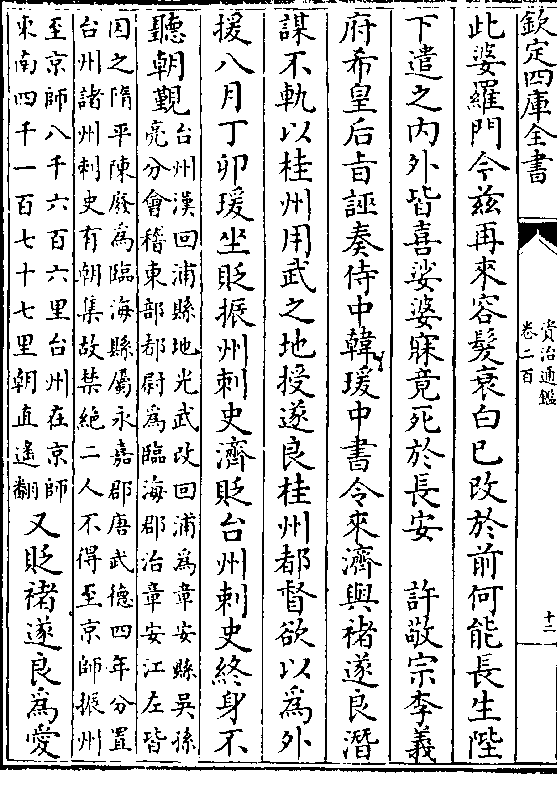 欽定四庫全書
資治通鑑
卷二百
十二
此婆羅門今兹再來容髮衰白已改於前何能長生陛
下遣之内外皆喜娑婆寐竟死於長安　許敬宗李義
府希皇后㫖誣奏侍中韓瑗中書令來濟與褚遂良潛
謀不軌以桂州用武之地授遂良桂州都督欲以為外
援八月丁卯瑗坐貶振州刺史濟貶台州刺史終身不
聽朝覲
台州漢回浦縣地光武改回浦為章安縣吳孫
亮分會稽東部都尉為臨海郡治章安江左皆
因之隋平陳廢為臨海縣屬永嘉郡唐武德四年分置
台州諸州刺史有朝集故禁絶二人不得至京師振州
至京師八千六百六里台州在京師
東南四千一百七十七里朝直遥翻
又貶褚遂良為愛